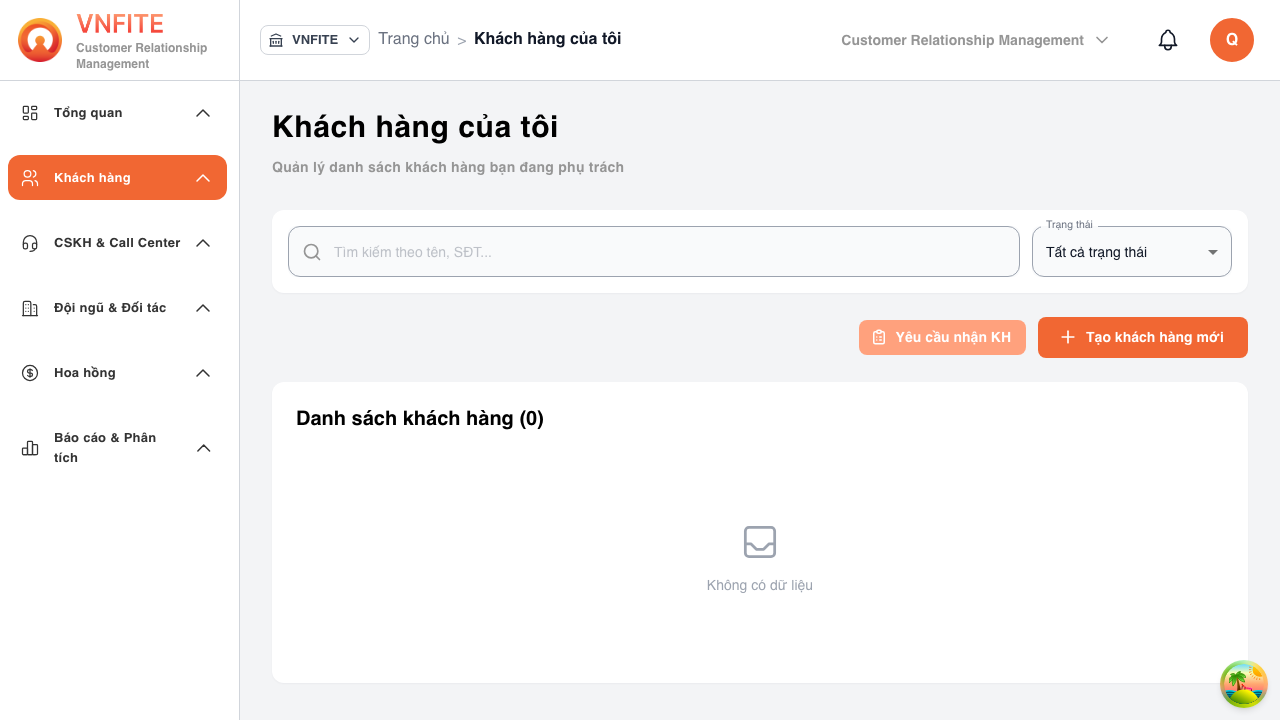 VNFITE
Customer Relationship
Management
VNFITE
Trang chủ > Khách hàng của tôi
Customer Relationship Management
Q
Tổng quan
Khách hàng
CSKH & Call Center
Đội ngũ & Đối tác
Hoa hồng
Báo cáo & Phân
tích
Khách hàng của tôi
Quản lý danh sách khách hàng bạn đang phụ trách
Tìm kiếm theo tên, SĐT...
Trạng thái
Tất cả trạng thái
Yêu cầu nhận KH
Tạo khách hàng mới
Danh sách khách hàng (0)
Không có dữ liệu